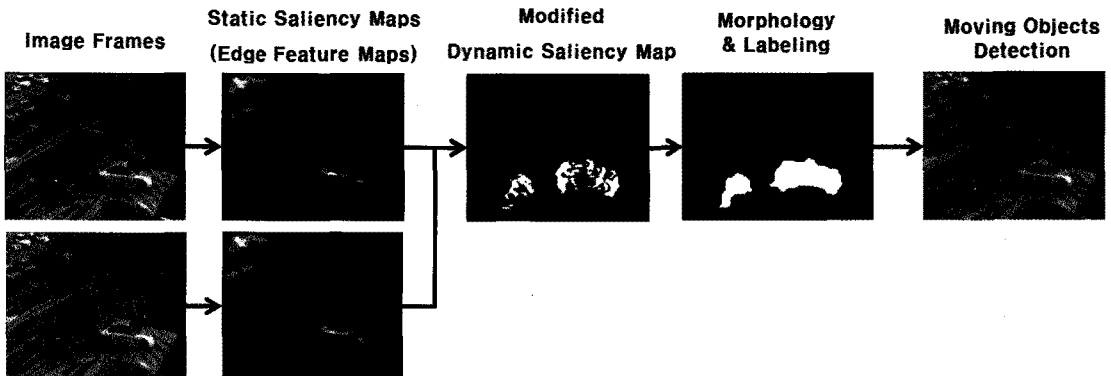 Image Frames
Static Saliency Maps
(Edge Feature Maps)
Modified
Dynamic Saliency Map
Morphology
& Labeling
Moving Objects
Detection